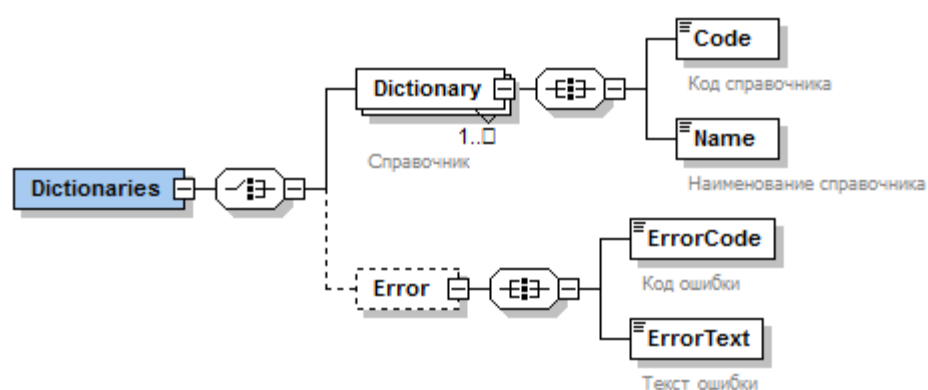 Code
Код справочника
Dictionary
1..□
Справочник
Name
Наименование справочника
Dictionaries
ErrorCode
Код ошибки
Error
ErrorText
Текст ошибки